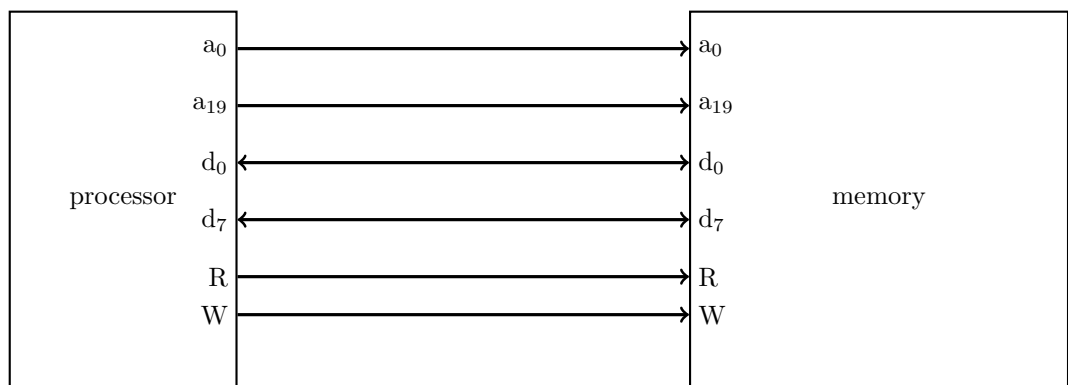 a₀ a₀
a₁₉ a₁₉
d₀ d₀
processor memory
d₇ d₇
R R
W W